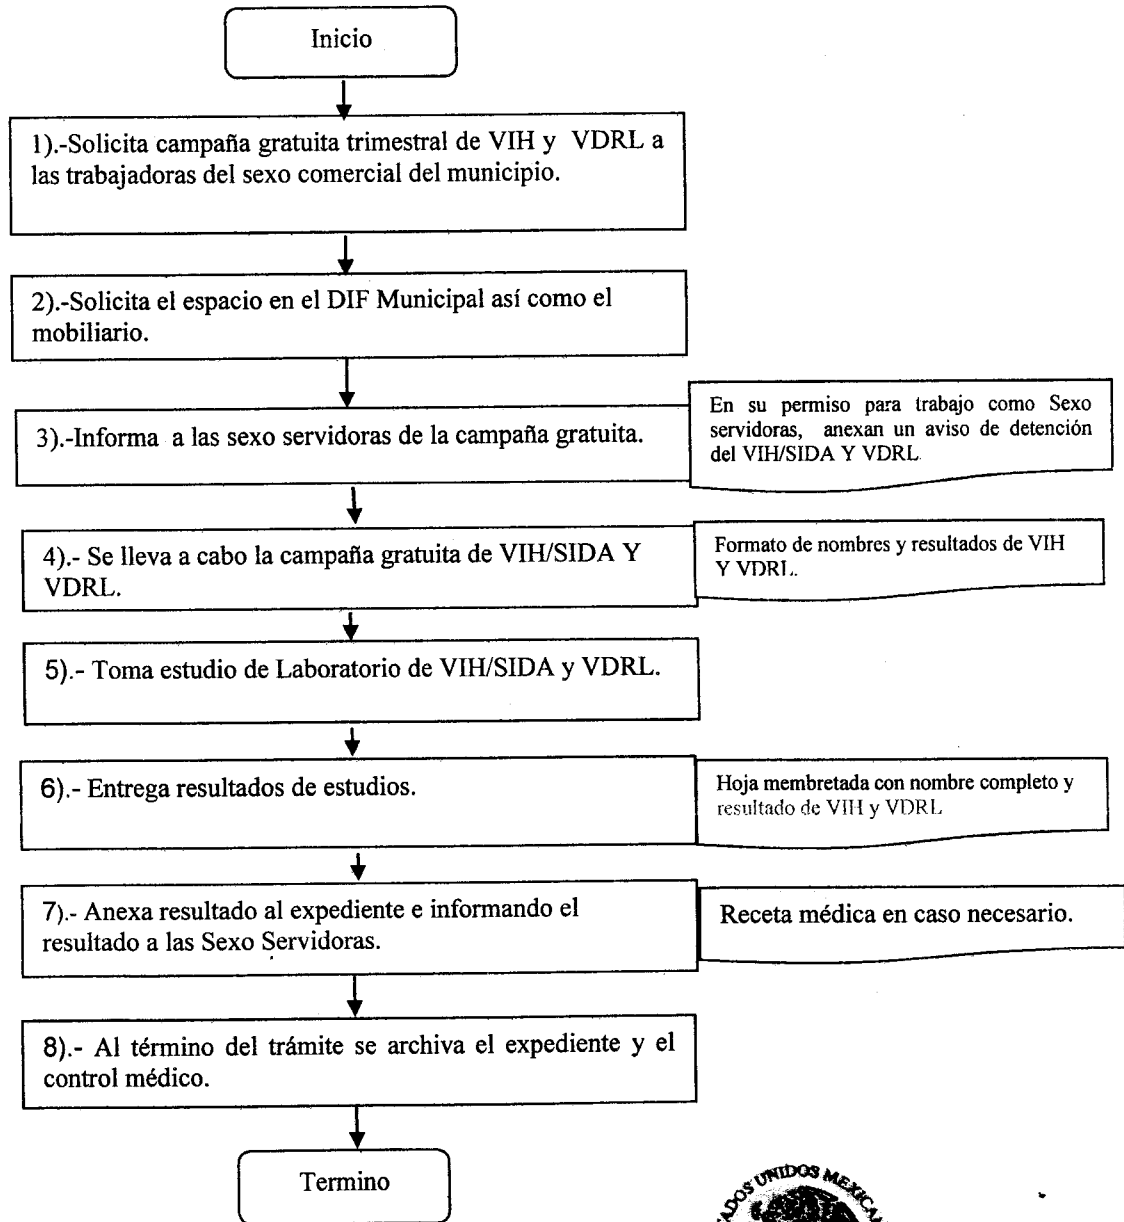 Inicio
1).-Solicita campaña gratuita trimestral de VIH y VDRL a
las trabajadoras del sexo comercial del municipio.
2).-Solicita el espacio en el DIF Municipal así como el
mobiliario.
3).-Informa a las sexo servidoras de la campaña gratuita.
En su permiso para trabajo como Sexo
servidoras, anexan un aviso de detención
del VIH/SIDA Y VDRL
4).- Se lleva a cabo la campaña gratuita de VIH/SIDA Y
VDRL.
Formato de nombres y resultados de VIH
Y VDRL.
5).- Toma estudio de Laboratorio de VIH/SIDA y VDRL.
6).- Entrega resultados de estudios.
Hoja membretada con nombre completo y
resultado de VIH y VDRL
7).- Anexa resultado al expediente e informando el
resultado a las Sexo Servidoras.
Receta médica en caso necesario.
8).- Al término del trámite se archiva el expediente y el
control médico.
Termino
UNIDOS